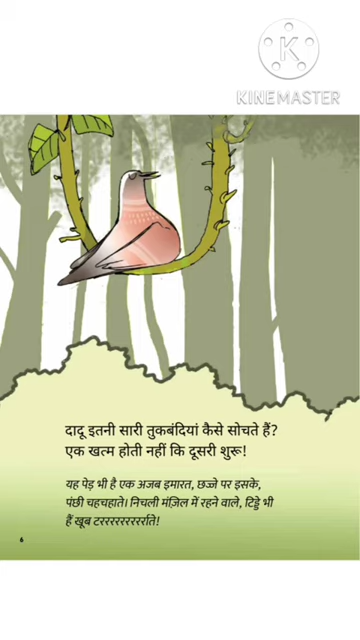 K
KINEMASTER
दादू इतनी सारी तुकबंदियां कैसे सोचते हैं?
एक खत्म होती नहीं कि दूसरी शुरू!
यह पेड़ भी है एक अजब इमारत, छज्जे पर इसके,
पंछी चहचहाते। निचली मंज़िल में रहने वाले, टिड्डे भी
हैं खूब टररररररररर्राते!
6